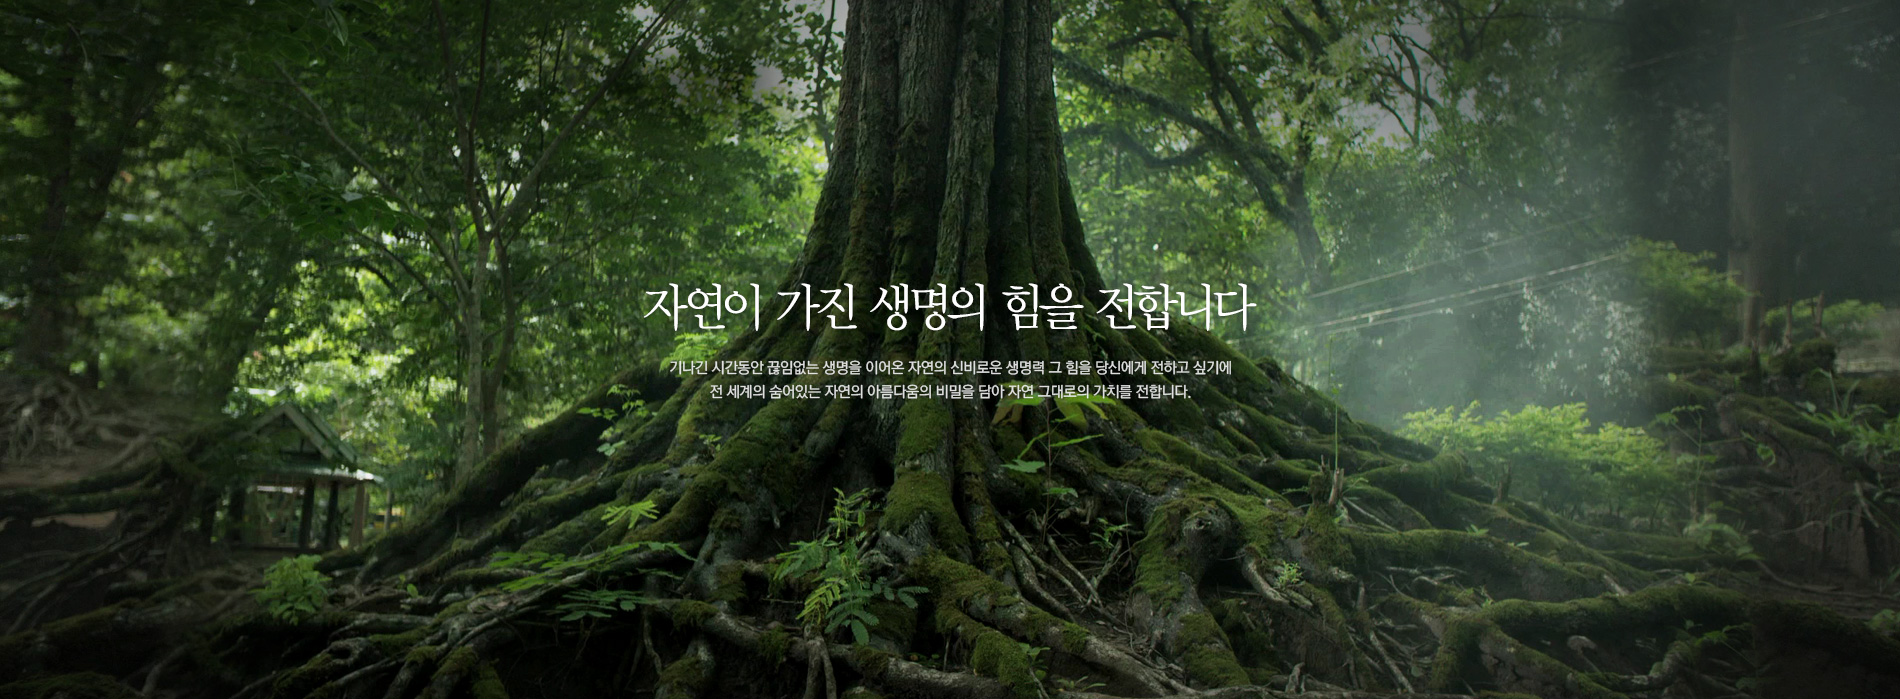 자연이 가진 생명의 힘을 전합니다
기나긴 시간동안 끊임없는 생명을 이어온 자연의 신비로운 생명력 그 힘을 당신에게 전하고 싶기에
전 세계의 숨어있는 자연의 아름다움의 비밀을 담아 자연 그대로의 가치를 전합니다.